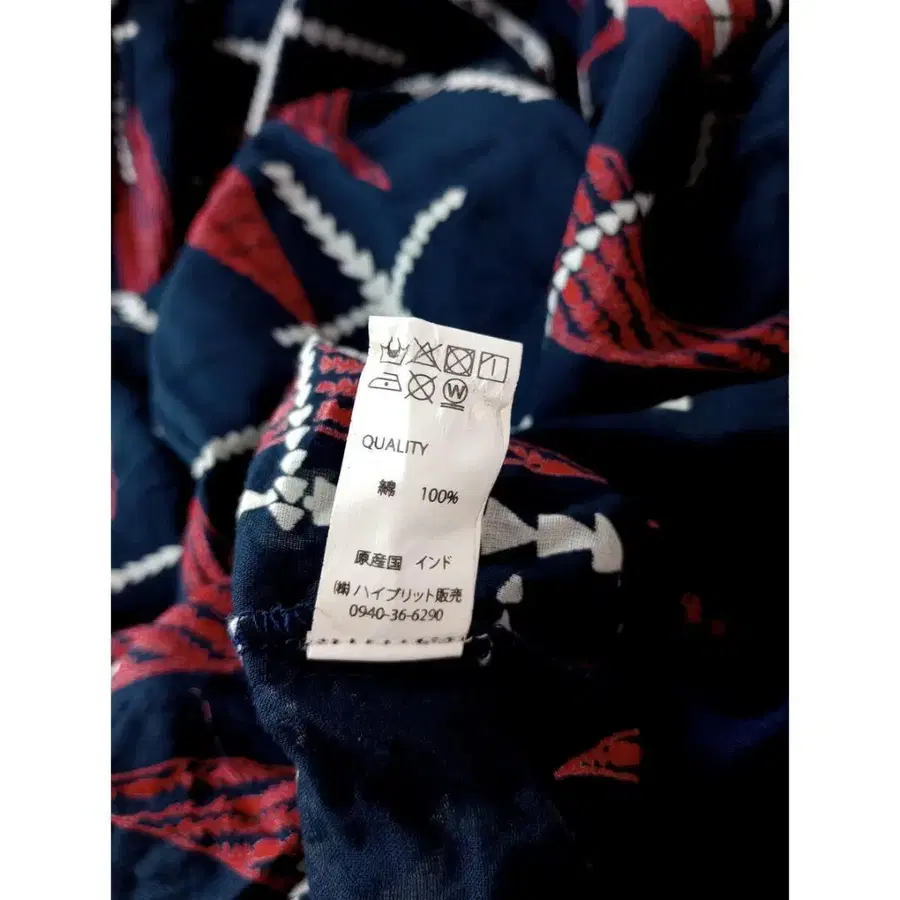 W
QUALITY
綿 100%
原産国 インド
㈱ハイブリット販売
0940-36-6290